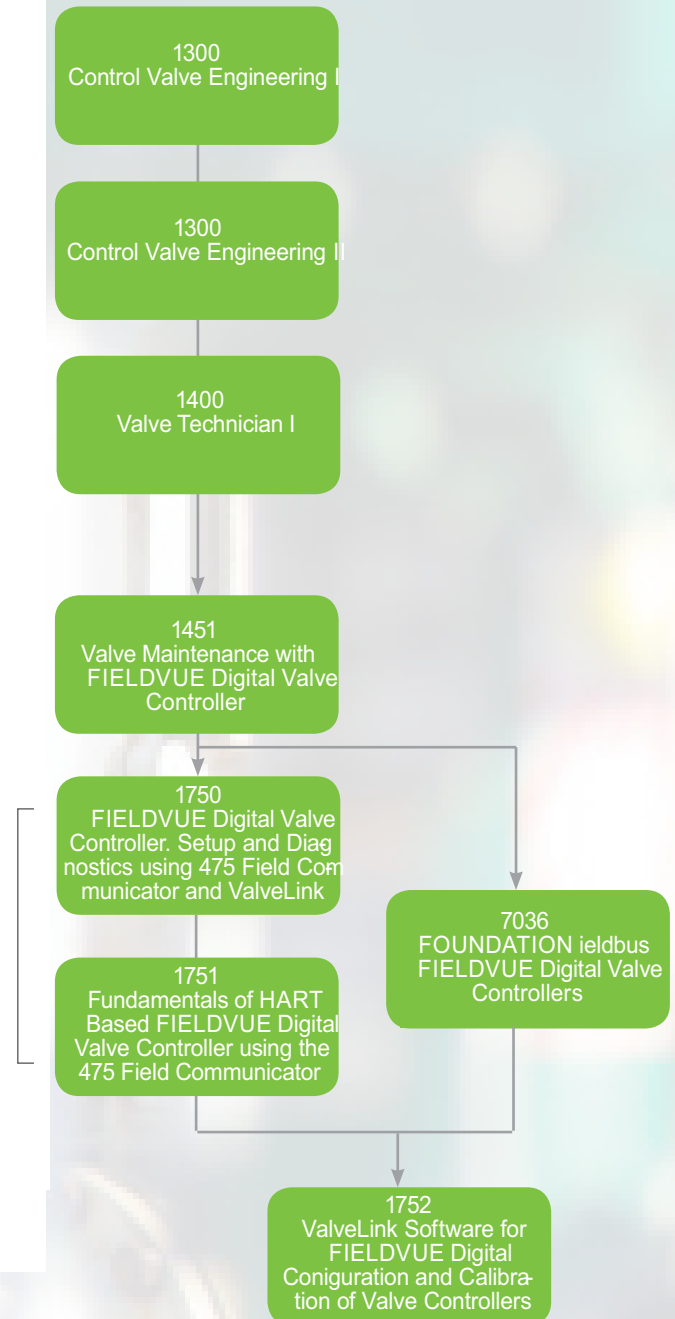 1300
Control Valve Engineering I
1300
Control Valve Engineering II
1400
Valve Technician I
1451
Valve Maintenance with
FIELDVUE Digital Valve
Controller
1750
FIELDVUE Digital Valve
Controller. Setup and Diag-
nostics using 475 Field Com-
municator and ValveLink
1751
Fundamentals of HART
Based FIELDVUE Digital
Valve Controller using the
475 Field Communicator
7036
FOUNDATION ieldbus
FIELDVUE Digital Valve
Controllers
1752
ValveLink Software for
FIELDVUE Digital
Coniguration and Calibra-
tion of Valve Controllers